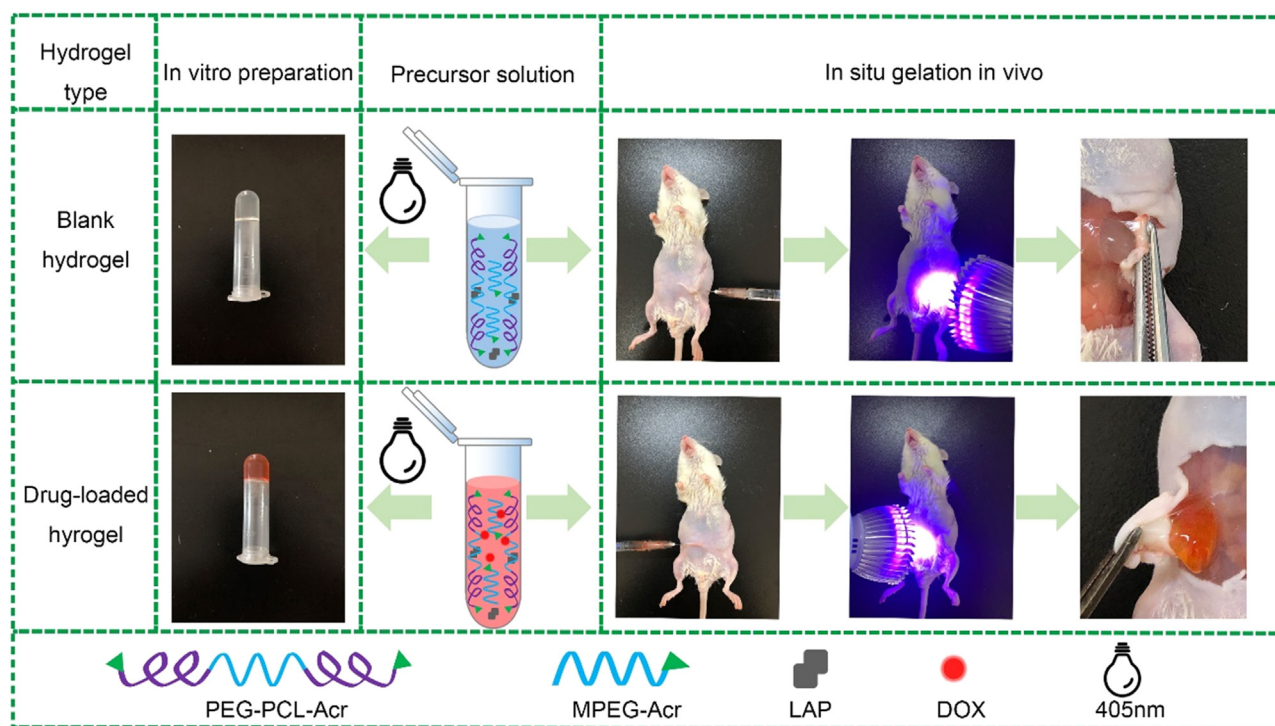 Hydrogel
type
In vitro preparation
Precursor solution
In situ gelation in vivo
Blank
hydrogel
Drug-loaded
hyrogel
PEG-PCL-Acr
MPEG-Acr
LAP
DOX
405nm